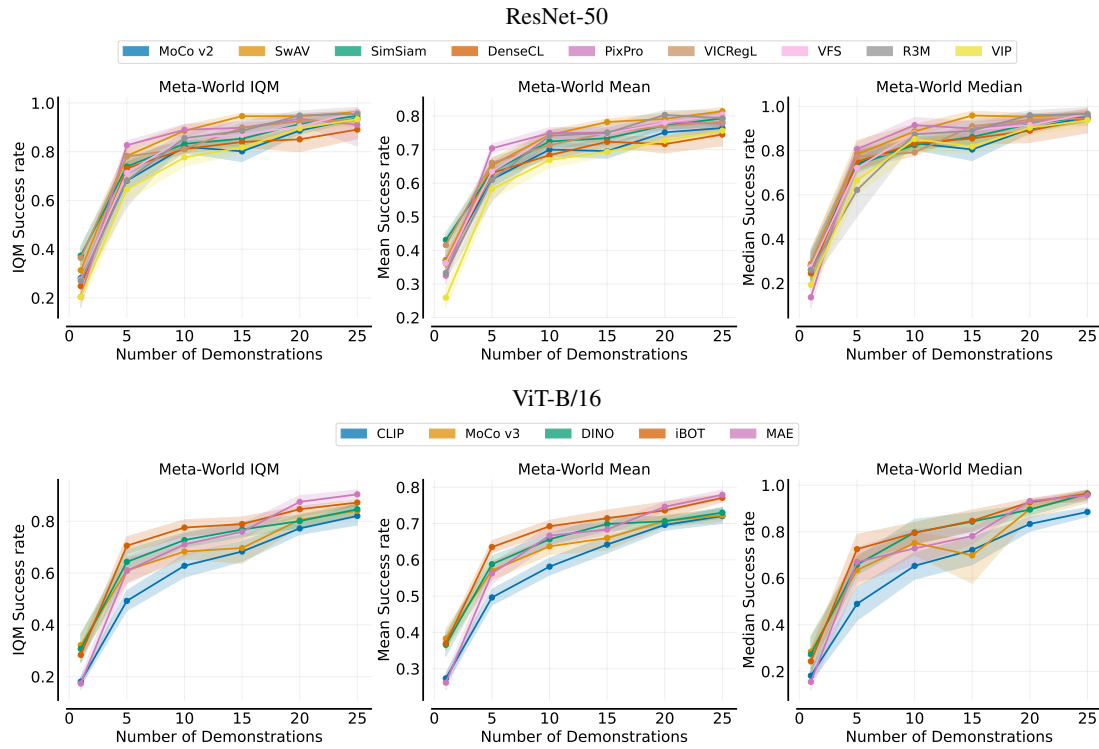 ResNet-50
MoCo v2 SwAV SimSiam DenseCL PixPro VICRegL VFS R3M VIP
Meta-World IQM Meta-World Mean Meta-World Median
IQM Success rate
1.0
0.8
0.6
0.4
0.2
0 5 10 15 20 25
Number of Demonstrations
Mean Success rate
0.8
0.7
0.6
0.5
0.4
0.3
0.2
0 5 10 15 20 25
Number of Demonstrations
Median Success rate
1.0
0.8
0.6
0.4
0.2
0 5 10 15 20 25
Number of Demonstrations
ViT-B/16
CLIP MoCo v3 DINO iBOT MAE
Meta-World IQM Meta-World Mean Meta-World Median
IQM Success rate
0.8
0.6
0.4
0.2
0 5 10 15 20 25
Number of Demonstrations
Mean Success rate
0.8
0.7
0.6
0.5
0.4
0.3
0 5 10 15 20 25
Number of Demonstrations
Median Success rate
1.0
0.8
0.6
0.4
0.2
0 5 10 15 20 25
Number of Demonstrations